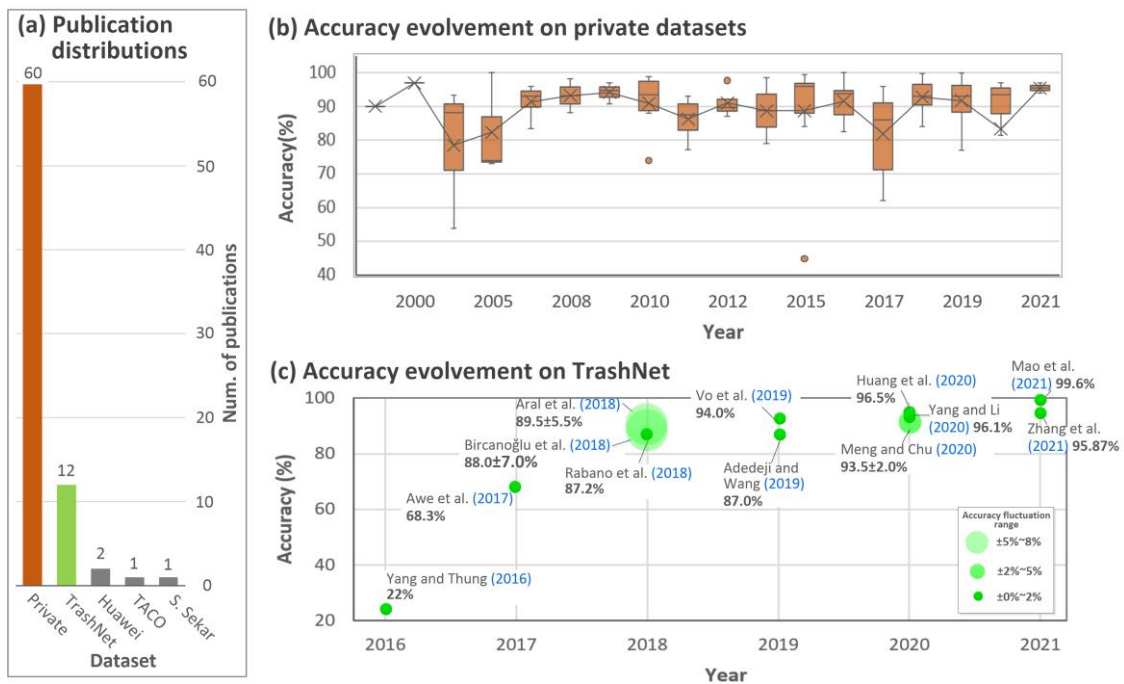 (a) Publication
distributions
60
60
50
40
30
20
12
10
2
1
1
0
Num. of publications
Private
TrashNet
Huawei
TACO
S. Sekar
Dataset
(b) Accuracy evolvement on private datasets
100
90
80
70
60
50
40
Accuracy(%)
2000 2005 2008 2010 2012 2015 2017 2019 2021
Year
(c) Accuracy evolvement on TrashNet
100
80
60
40
20
Accuracy (%)
Yang and Thung (2016)
22%
Awe et al. (2017)
68.3%
Aral et al. (2018)
89.5±5.5%
Bircanoğlu et al. (2018)
88.0±7.0%
Rabano et al. (2018)
87.2%
Vo et al. (2019)
94.0%
Adedeji and
Wang (2019)
87.0%
Huang et al. (2020)
96.5%
Yang and Li
(2020) 96.1%
Meng and Chu (2020)
93.5±2.0%
Mao et al.
(2021) 99.6%
Zhang et al.
(2021) 95.87%
Accuracy fluctuation
range
±5%~8%
±2%~5%
±0%~2%
2016 2017 2018 2019 2020 2021
Year